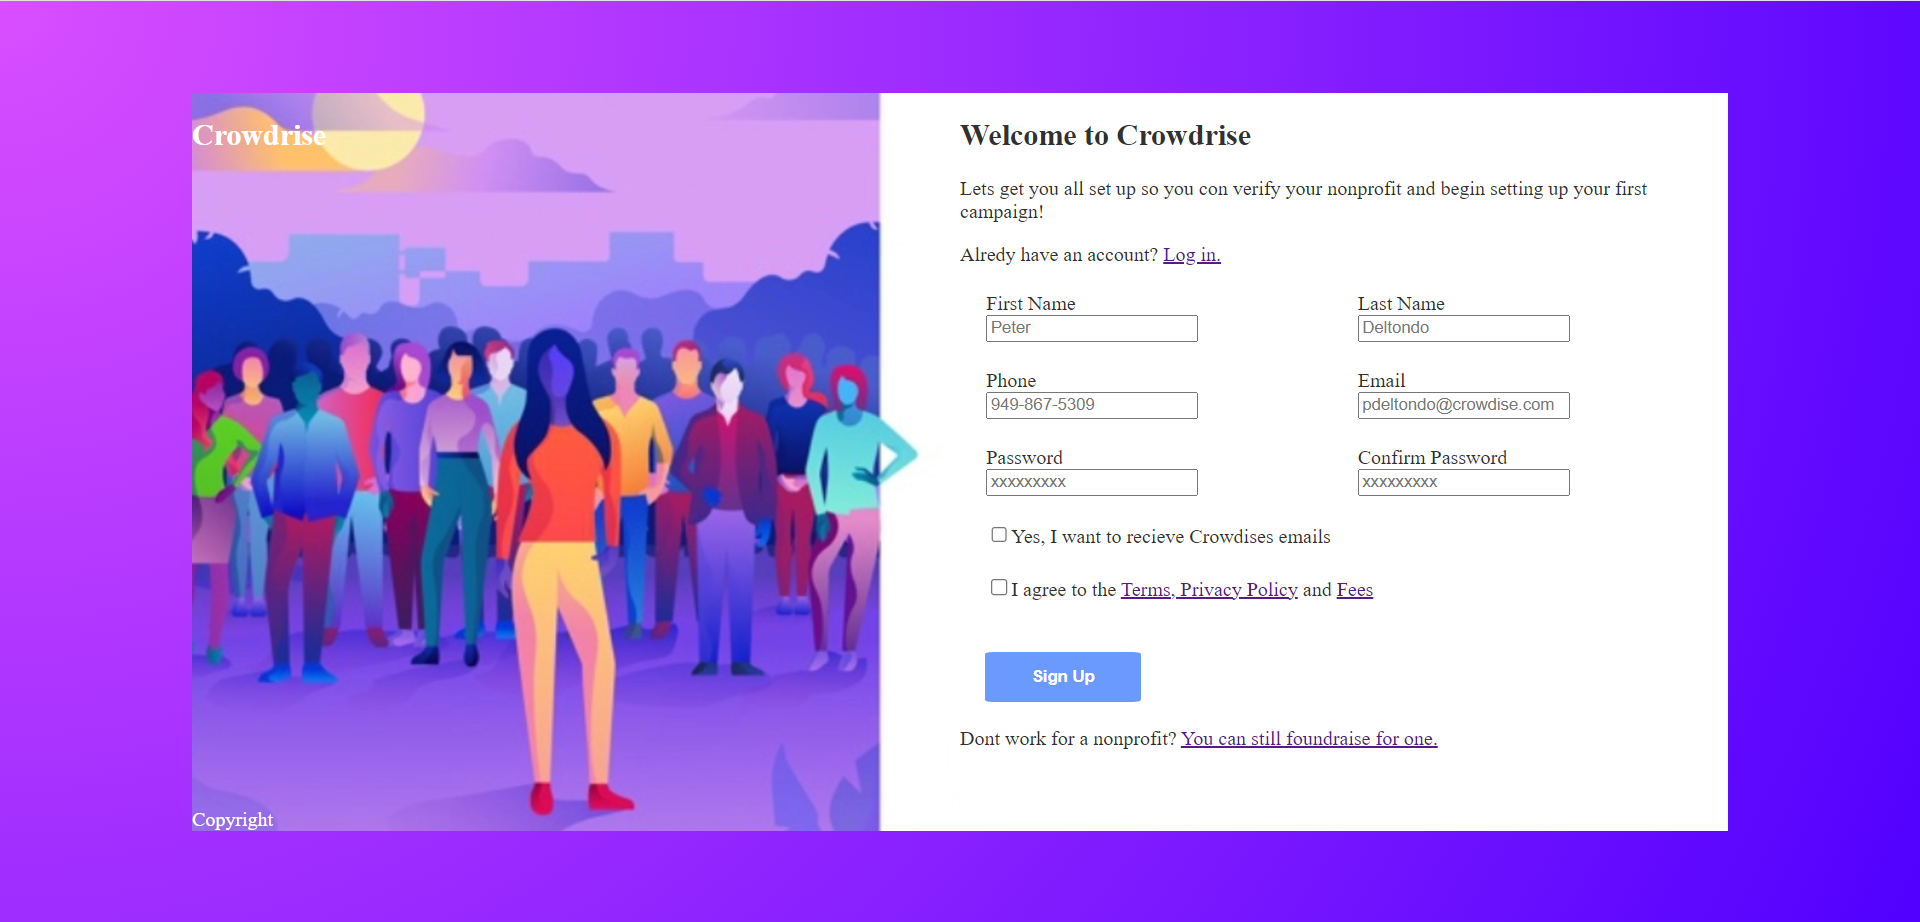 Crowdrise
Copyright
Welcome to Crowdrise
Lets get you all set up so you con verify your nonprofit and begin setting up your first
campaign!
Alredy have an account? Log in.
First Name
Last Name
Peter
Deltondo
Phone
Email
949-867-5309
pdeltondo@crowdise.com
Password
Confirm Password
xxxxxxxxx
xxxxxxxxx
Yes, I want to recieve Crowdises emails
I agree to the Terms, Privacy Policy and Fees
Sign Up
Dont work for a nonprofit? You can still foundraise for one.